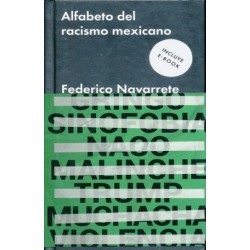 Alfabeto del
racismo mexicano
INCLUYE
E-BOOK
Federico Navarrete
GRINGO
SINOFOBIA
NACO
MALINCHE
TRUMP
MUCHACHA
VIOLENCIA